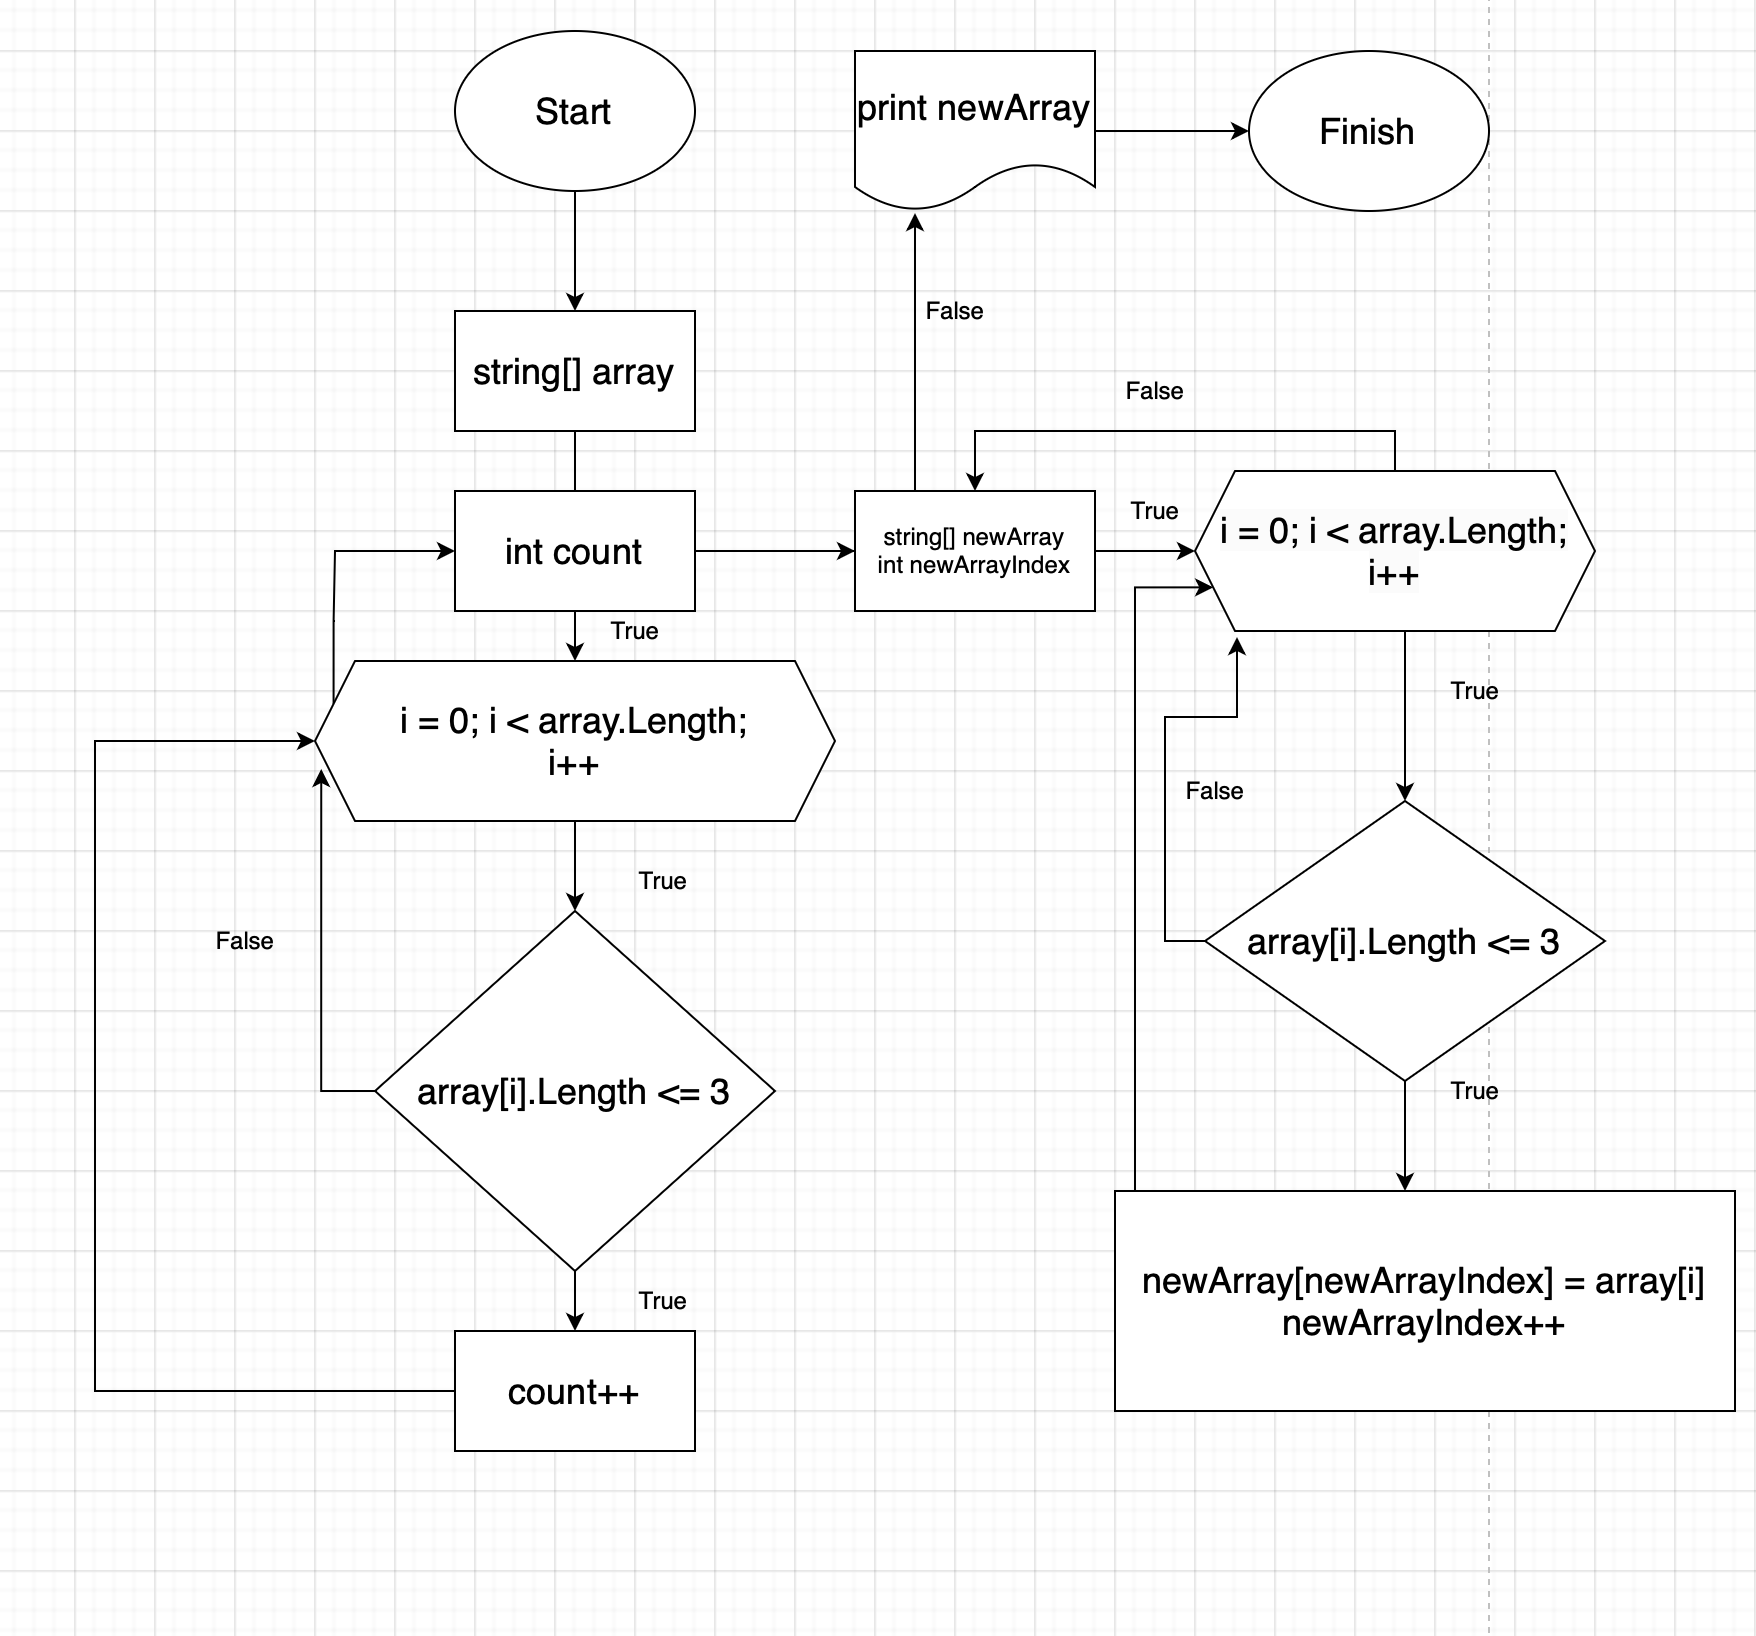 Start
string[] array
int count
True
i = 0; i < array.Length;
i++
True
False
array[i].Length <= 3
True
count++
print newArray
Finish
False
False
string[] newArray
int newArrayIndex
True
i = 0; i < array.Length;
i++
True
False
array[i].Length <= 3
True
newArray[newArrayIndex] = array[i]
newArrayIndex++